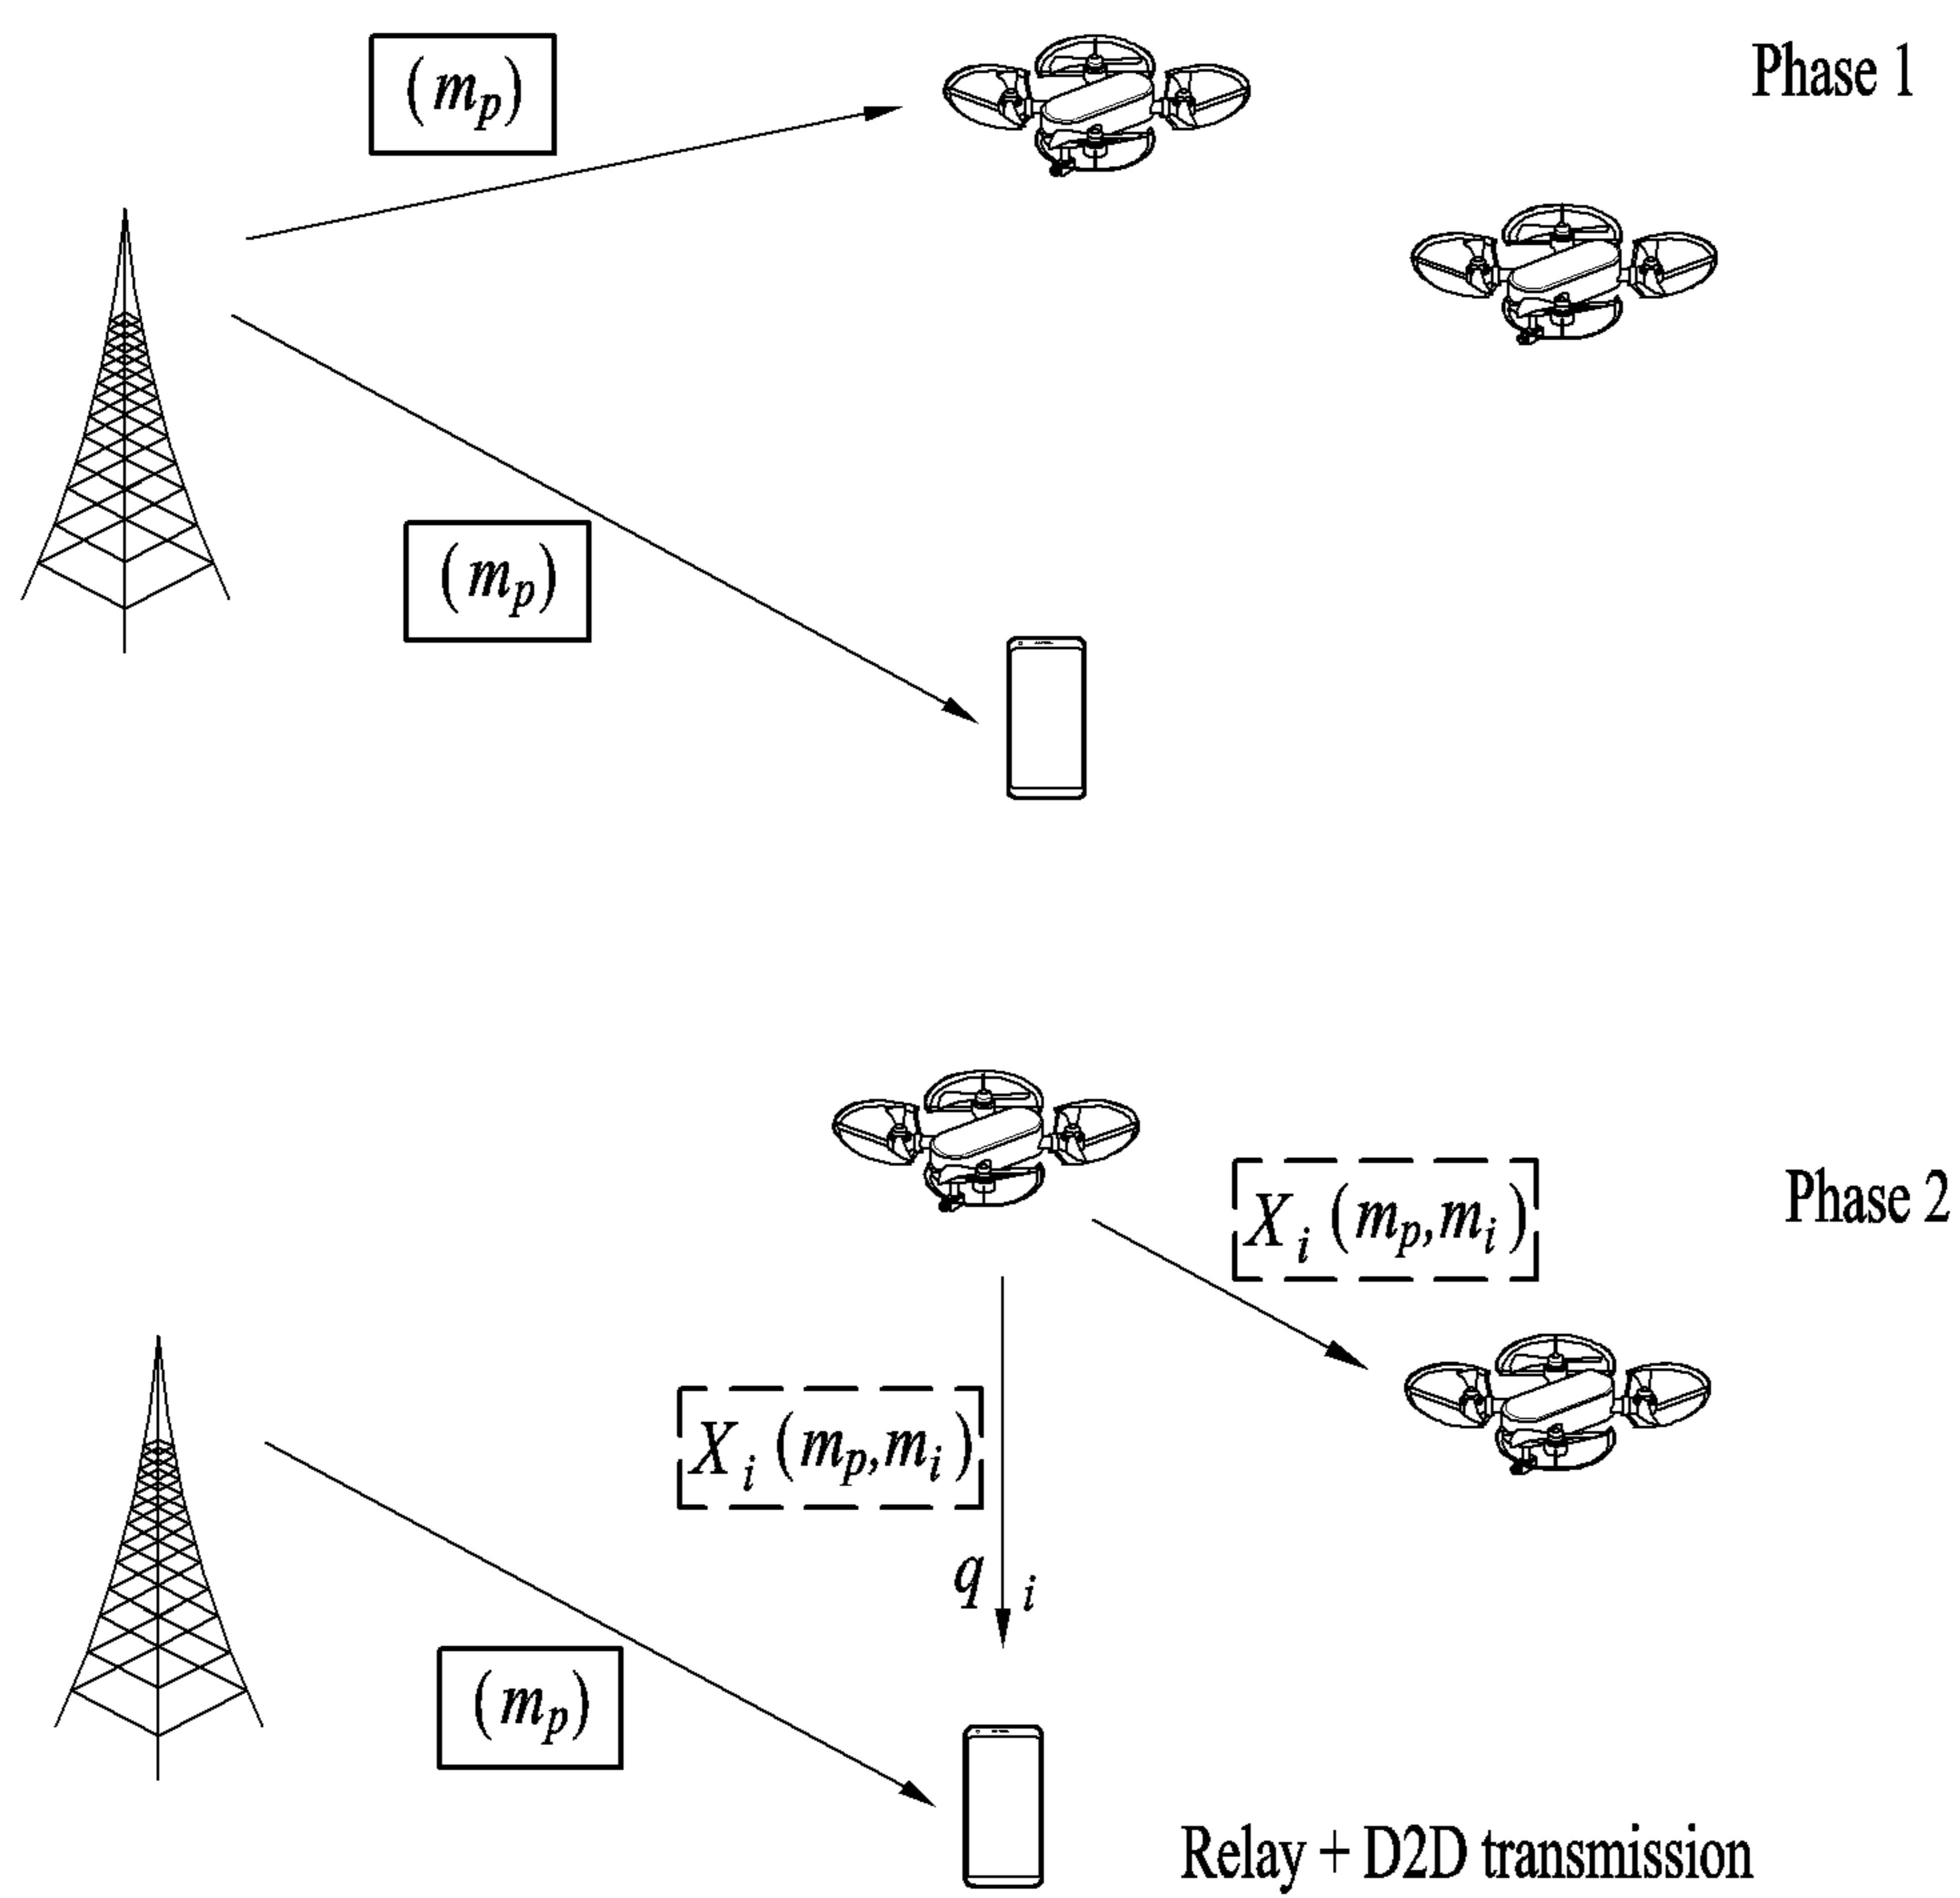 (m_p)
Phase 1
(m_p)
X_i (m_p,m_i)
Phase 2
X_i (m_p,m_i)
q_i
(m_p)
Relay + D2D transmission